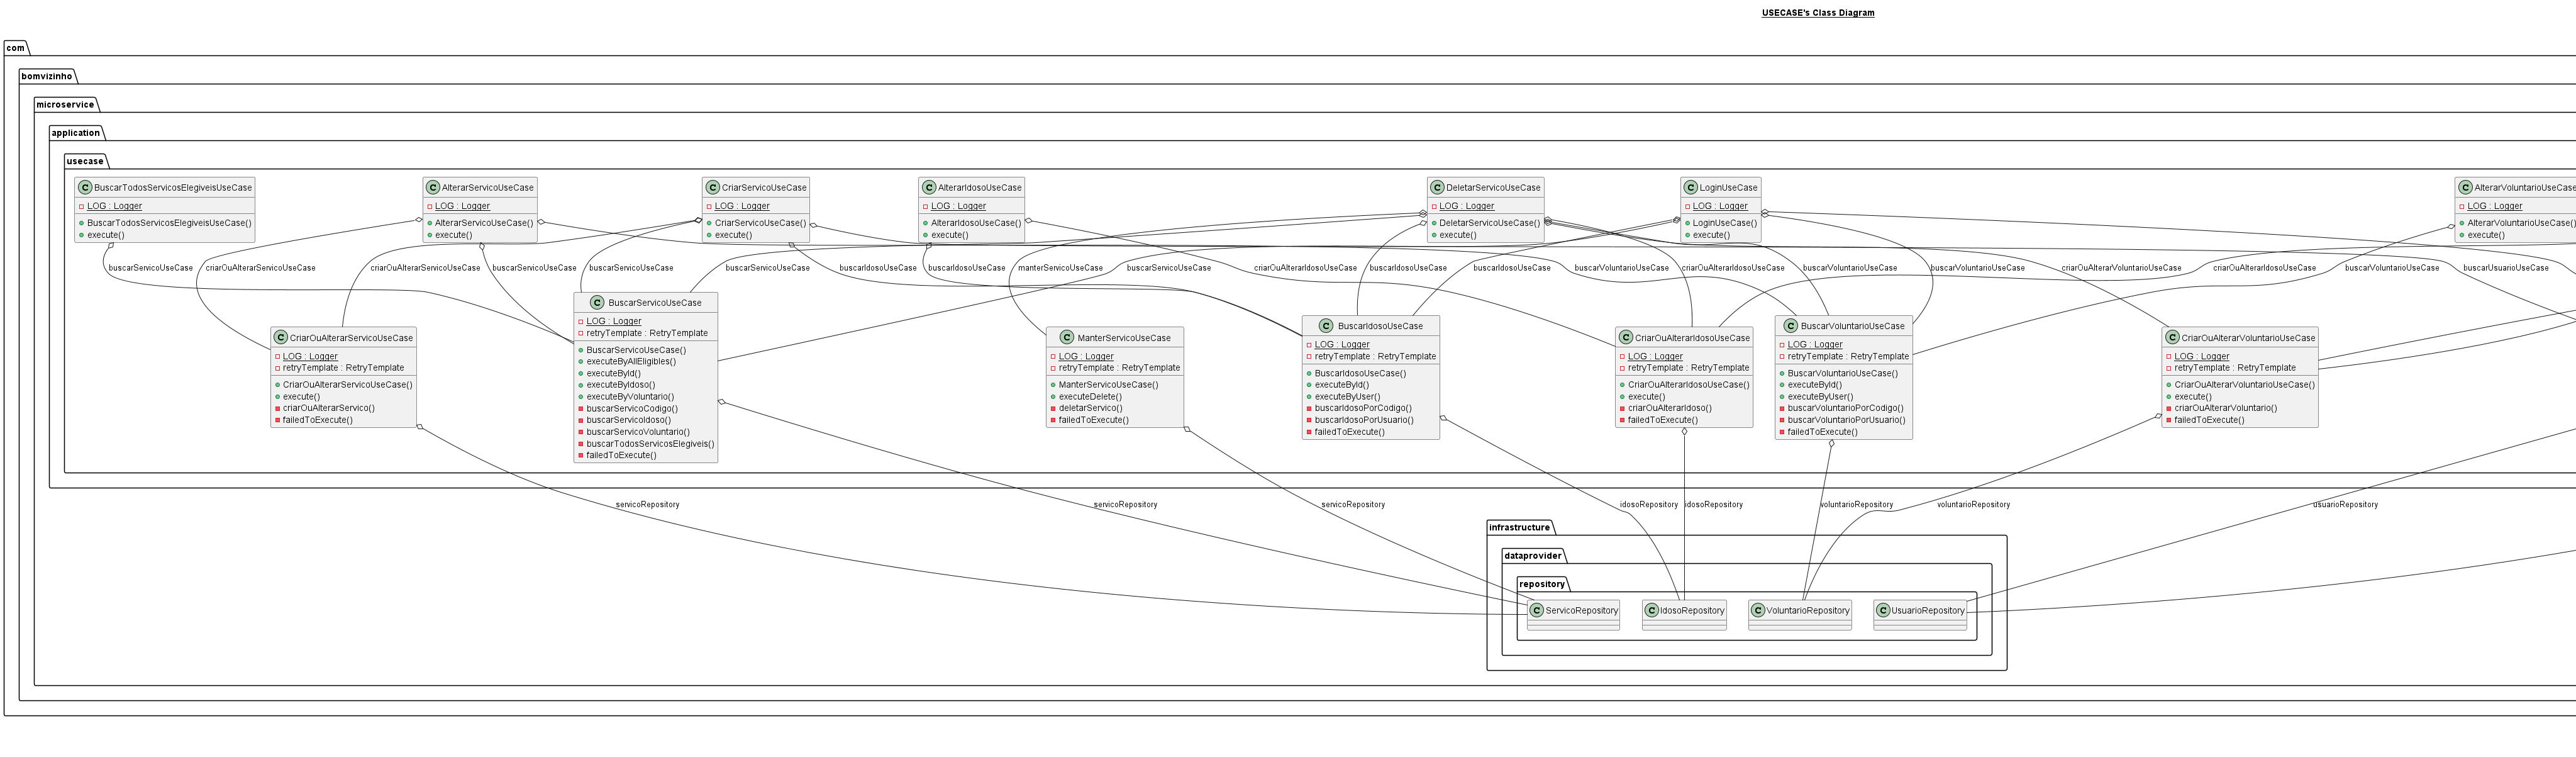 USECASE's Class Diagram
com
bomvizinho
microservice
application
usecase
BuscarTodosServicosElegiveisUseCase
LOG : Logger
BuscarTodosServicosElegiveisUseCase()
execute()
AlterarServicoUseCase
LOG : Logger
AlterarServicoUseCase()
execute()
CriarServicoUseCase
LOG : Logger
CriarServicoUseCase()
execute()
AlterarIdosoUseCase
LOG : Logger
AlterarIdosoUseCase()
execute()
DeletarServicoUseCase
LOG : Logger
DeletarServicoUseCase()
execute()
LoginUseCase
LOG : Logger
LoginUseCase()
execute()
AlterarVoluntarioUseCase
LOG : Logger
AlterarVoluntarioUseCase()
execute()
buscarServicoUseCase
criarOuAlterarServicoUseCase
criarOuAlterarServicoUseCase
buscarServicoUseCase
buscarServicoUseCase
buscarServicoUseCase
buscarIdosoUseCase
buscarIdosoUseCase
manterServicoUseCase
buscarServicoUseCase
criarOuAlterarIdosoUseCase
buscarIdosoUseCase
buscarIdosoUseCase
buscarVoluntarioUseCase
criarOuAlterarIdosoUseCase
buscarVoluntarioUseCase
buscarVoluntarioUseCase
criarOuAlterarVoluntarioUseCase
criarOuAlterarIdosoUseCase
buscarVoluntarioUseCase
buscarUsuarioUseCase
CriarOuAlterarServicoUseCase
LOG : Logger
retryTemplate : RetryTemplate
CriarOuAlterarServicoUseCase()
execute()
criarOuAlterarServico()
failedToExecute()
BuscarServicoUseCase
LOG : Logger
retryTemplate : RetryTemplate
BuscarServicoUseCase()
executeByAllEligibles()
executeById()
executeByIdoso()
executeByVoluntario()
buscarServicoCodigo()
buscarServicoIdoso()
buscarServicoVoluntario()
buscarTodosServicosElegiveis()
failedToExecute()
ManterServicoUseCase
LOG : Logger
retryTemplate : RetryTemplate
ManterServicoUseCase()
executeDelete()
deletarServico()
failedToExecute()
BuscarIdosoUseCase
LOG : Logger
retryTemplate : RetryTemplate
BuscarIdosoUseCase()
executeById()
executeByUser()
buscarIdosoPorCodigo()
buscarIdosoPorUsuario()
failedToExecute()
CriarOuAlterarIdosoUseCase
LOG : Logger
retryTemplate : RetryTemplate
CriarOuAlterarIdosoUseCase()
execute()
criarOuAlterarIdoso()
failedToExecute()
BuscarVoluntarioUseCase
LOG : Logger
retryTemplate : RetryTemplate
BuscarVoluntarioUseCase()
executeById()
executeByUser()
buscarVoluntarioPorCodigo()
buscarVoluntarioPorUsuario()
failedToExecute()
CriarOuAlterarVoluntarioUseCase
LOG : Logger
retryTemplate : RetryTemplate
CriarOuAlterarVoluntarioUseCase()
execute()
criarOuAlterarVoluntario()
failedToExecute()
servicoRepository
servicoRepository
servicoRepository
idosoRepository
idosoRepository
voluntarioRepository
voluntarioRepository
usuarioRepository
infrastructure
dataprovider
repository
ServicoRepository
IdosoRepository
VoluntarioRepository
UsuarioRepository